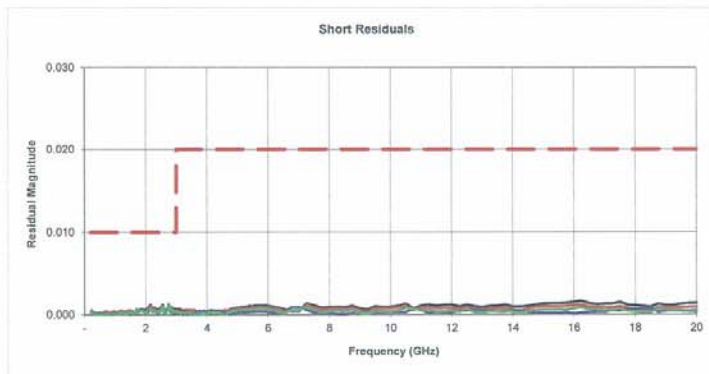 Short Residuals
0.030
0.020
0.010
0.000
Residual Magnitude
- 2 4 6 8 10 12 14 16 18 20
Frequency (GHz)